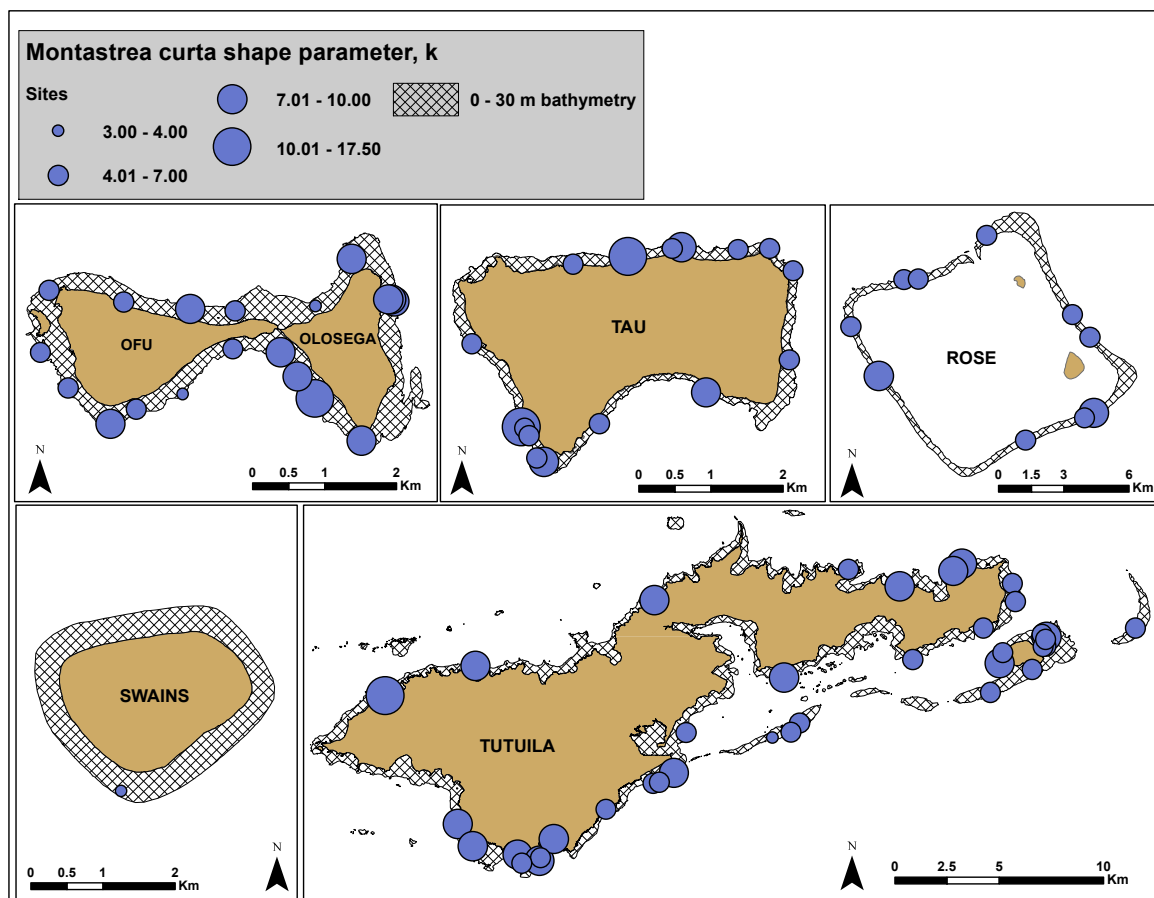 Montastrea curta shape parameter, k
Sites
3.00 - 4.00
4.01 - 7.00
7.01 - 10.00
10.01 - 17.50
0 - 30 m bathymetry
OFU
OLOSEGA
N
0 0.5 1 2
Km
TAU
N
0 0.5 1 2
Km
ROSE
N
0 1.5 3 6
Km
SWAINS
N
0 0.5 1 2
Km
TUTUILA
N
0 2.5 5 10
Km